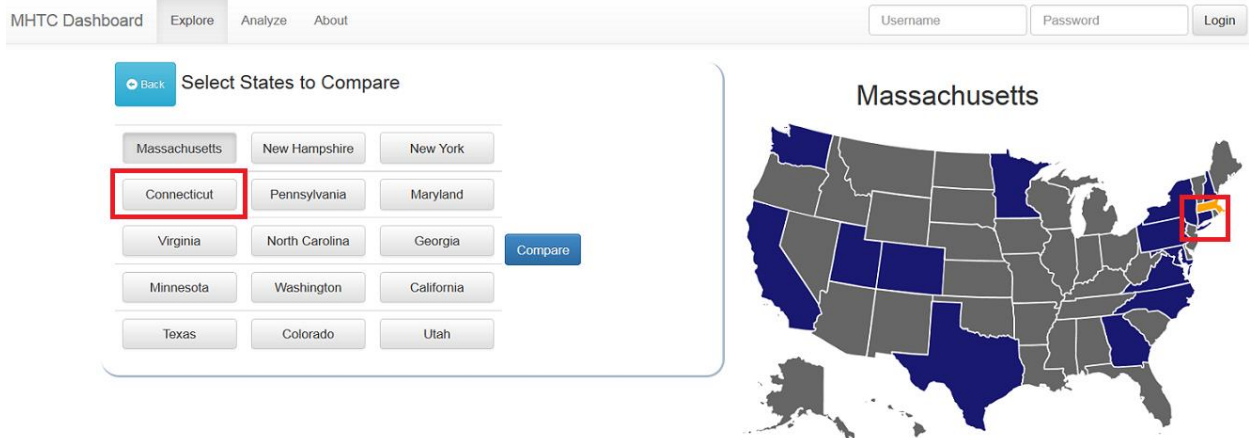 MHTC Dashboard Explore Analyze About Username Password Login
Back Select States to Compare
Massachusetts New Hampshire New York
Connecticut Pennsylvania Maryland
Virginia North Carolina Georgia
Compare
Minnesota Washington California
Texas Colorado Utah
Massachusetts